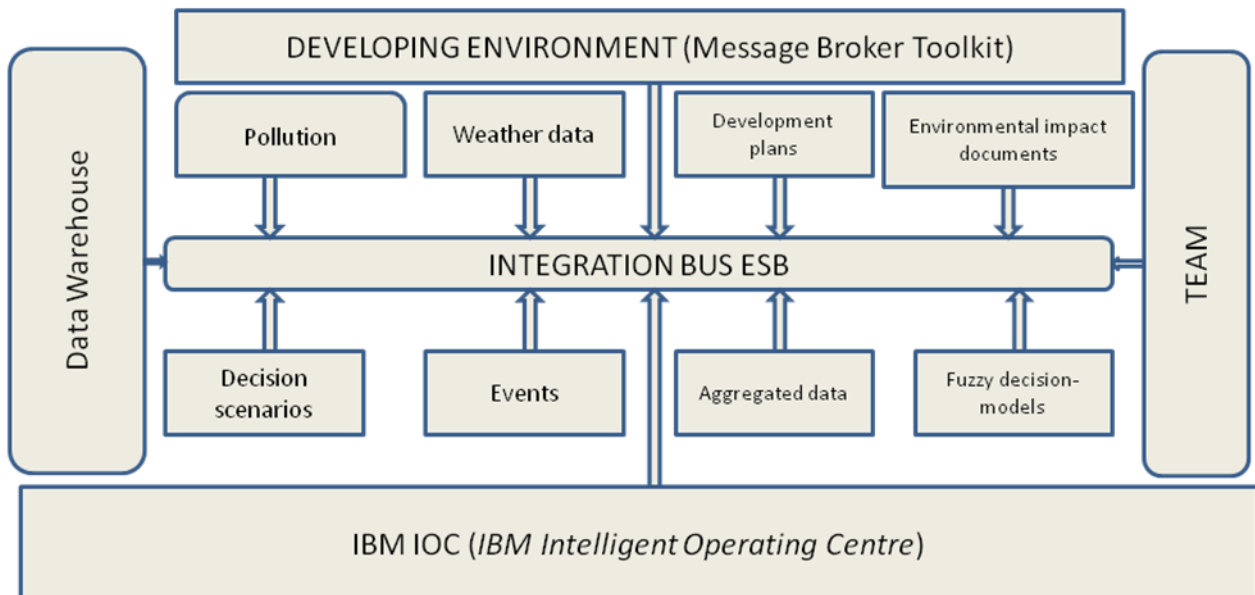 DEVELOPING ENVIRONMENT (Message Broker Toolkit)
Data Warehouse
Pollution
Weather data
Development
plans
Environmental impact
documents
TEAM
INTEGRATION BUS ESB
Decision
scenarios
Events
Aggregated data
Fuzzy decision-
models
IBM IOC (IBM Intelligent Operating Centre)